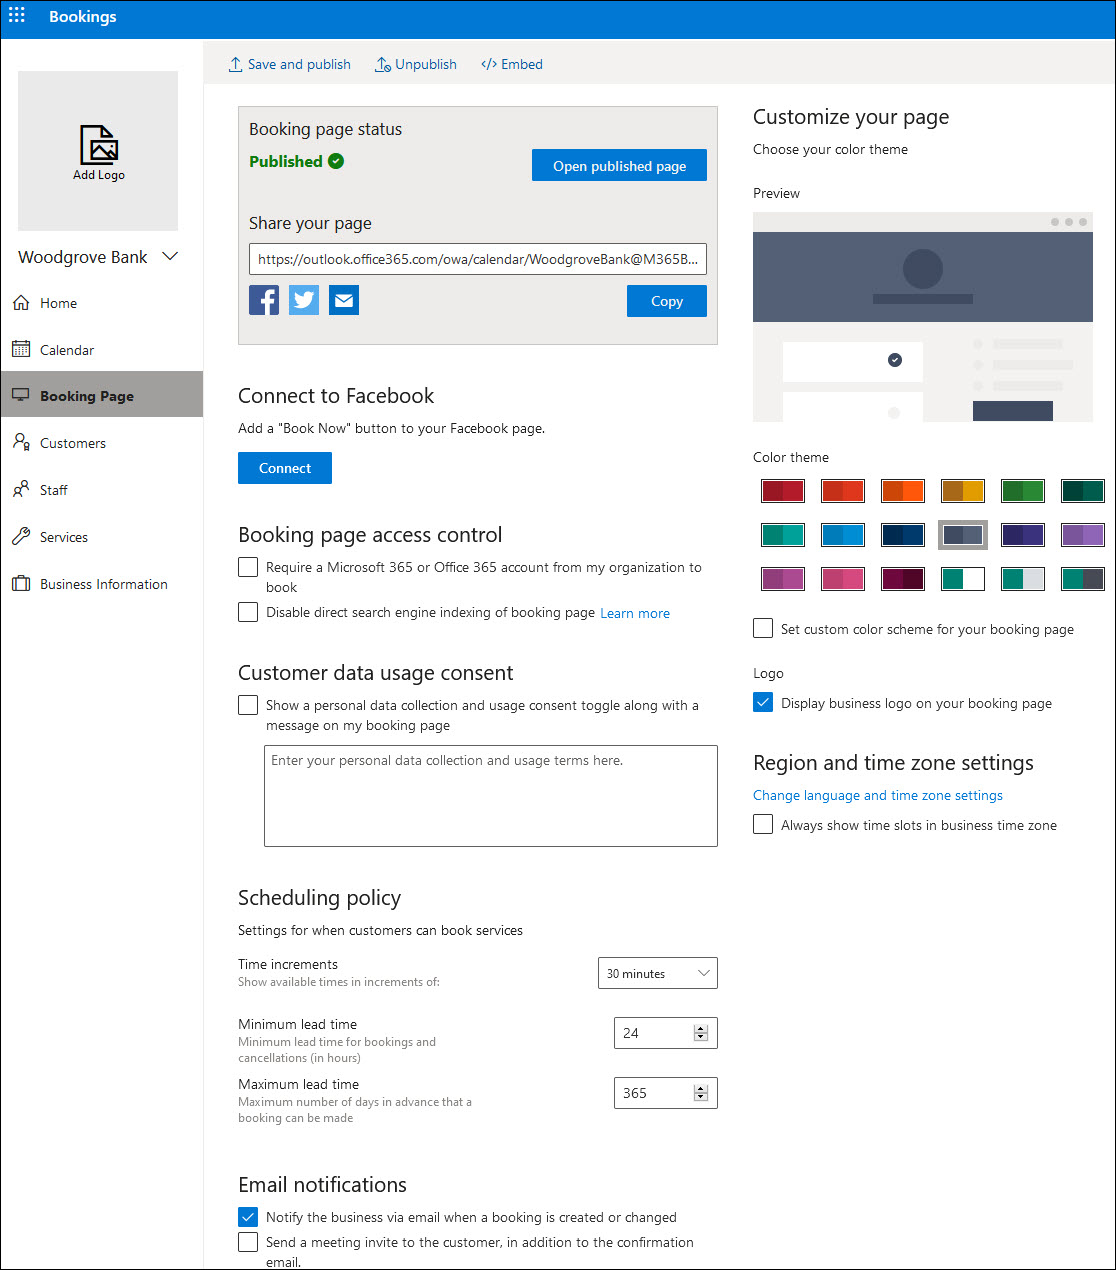 Bookings
Save and publish
Unpublish
</> Embed
Add Logo
Woodgrove Bank
Home
Calendar
Booking Page
Customers
Staff
Services
Business Information
Booking page status
Published
Open published page
Share your page
https://outlook.office365.com/owa/calendar/WoodgroveBank@M365B...
Copy
Connect to Facebook
Add a "Book Now" button to your Facebook page.
Connect
Booking page access control
Require a Microsoft 365 or Office 365 account from my organization to
book
Disable direct search engine indexing of booking page Learn more
Customer data usage consent
Show a personal data collection and usage consent toggle along with a
message on my booking page
Enter your personal data collection and usage terms here.
Scheduling policy
Settings for when customers can book services
Time increments
Show available times in increments of:
30 minutes
Minimum lead time
Minimum lead time for bookings and
cancellations (in hours)
24
Maximum lead time
Maximum number of days in advance that a
booking can be made
365
Email notifications
Notify the business via email when a booking is created or changed
Send a meeting invite to the customer, in addition to the confirmation
email.
Customize your page
Choose your color theme
Preview
Color theme
Set custom color scheme for your booking page
Logo
Display business logo on your booking page
Region and time zone settings
Change language and time zone settings
Always show time slots in business time zone